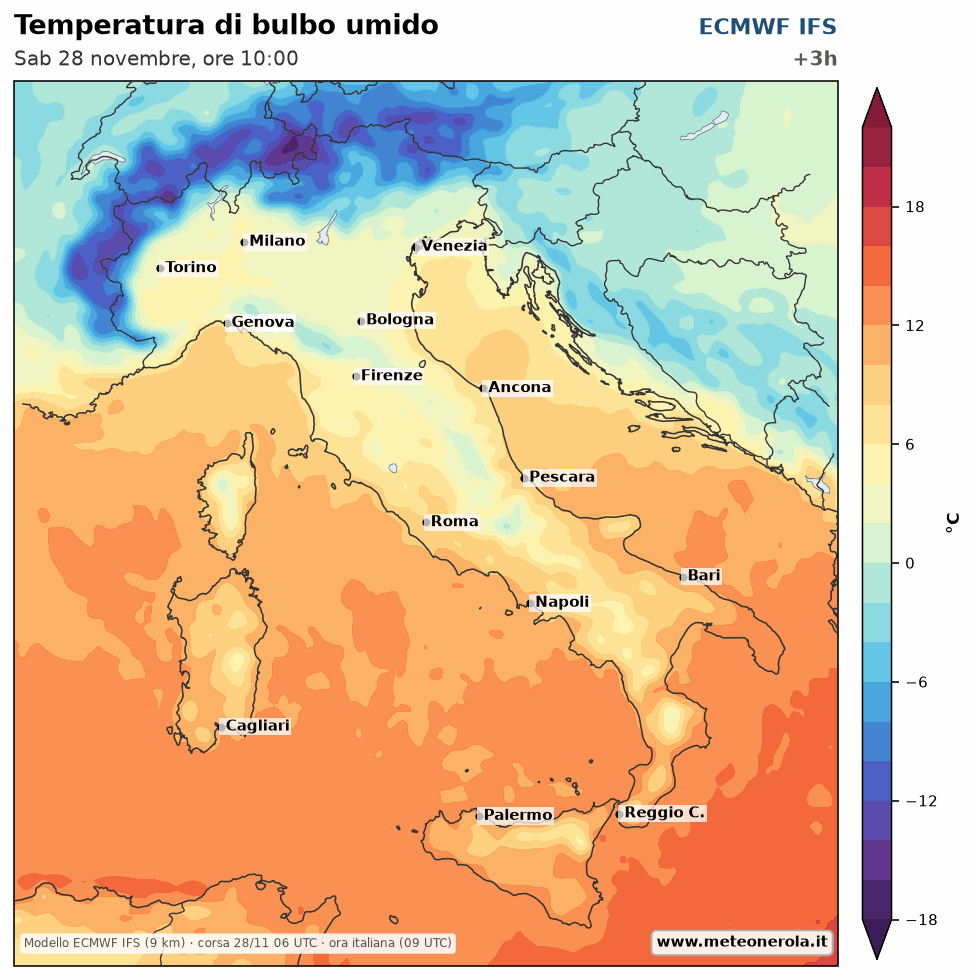 Temperatura di bulbo umido
ECMWF IFS
Sab 28 novembre, ore 10:00
+3h
Milano
Venezia
Torino
Genova
Bologna
Firenze
Ancona
Pescara
Roma
Bari
Napoli
Cagliari
Palermo
Reggio C.
18
12
6
0
−6
−12
−18
°C
Modello ECMWF IFS (9 km) · corsa 28/11 06 UTC · ora italiana (09 UTC)
www.meteonerola.it